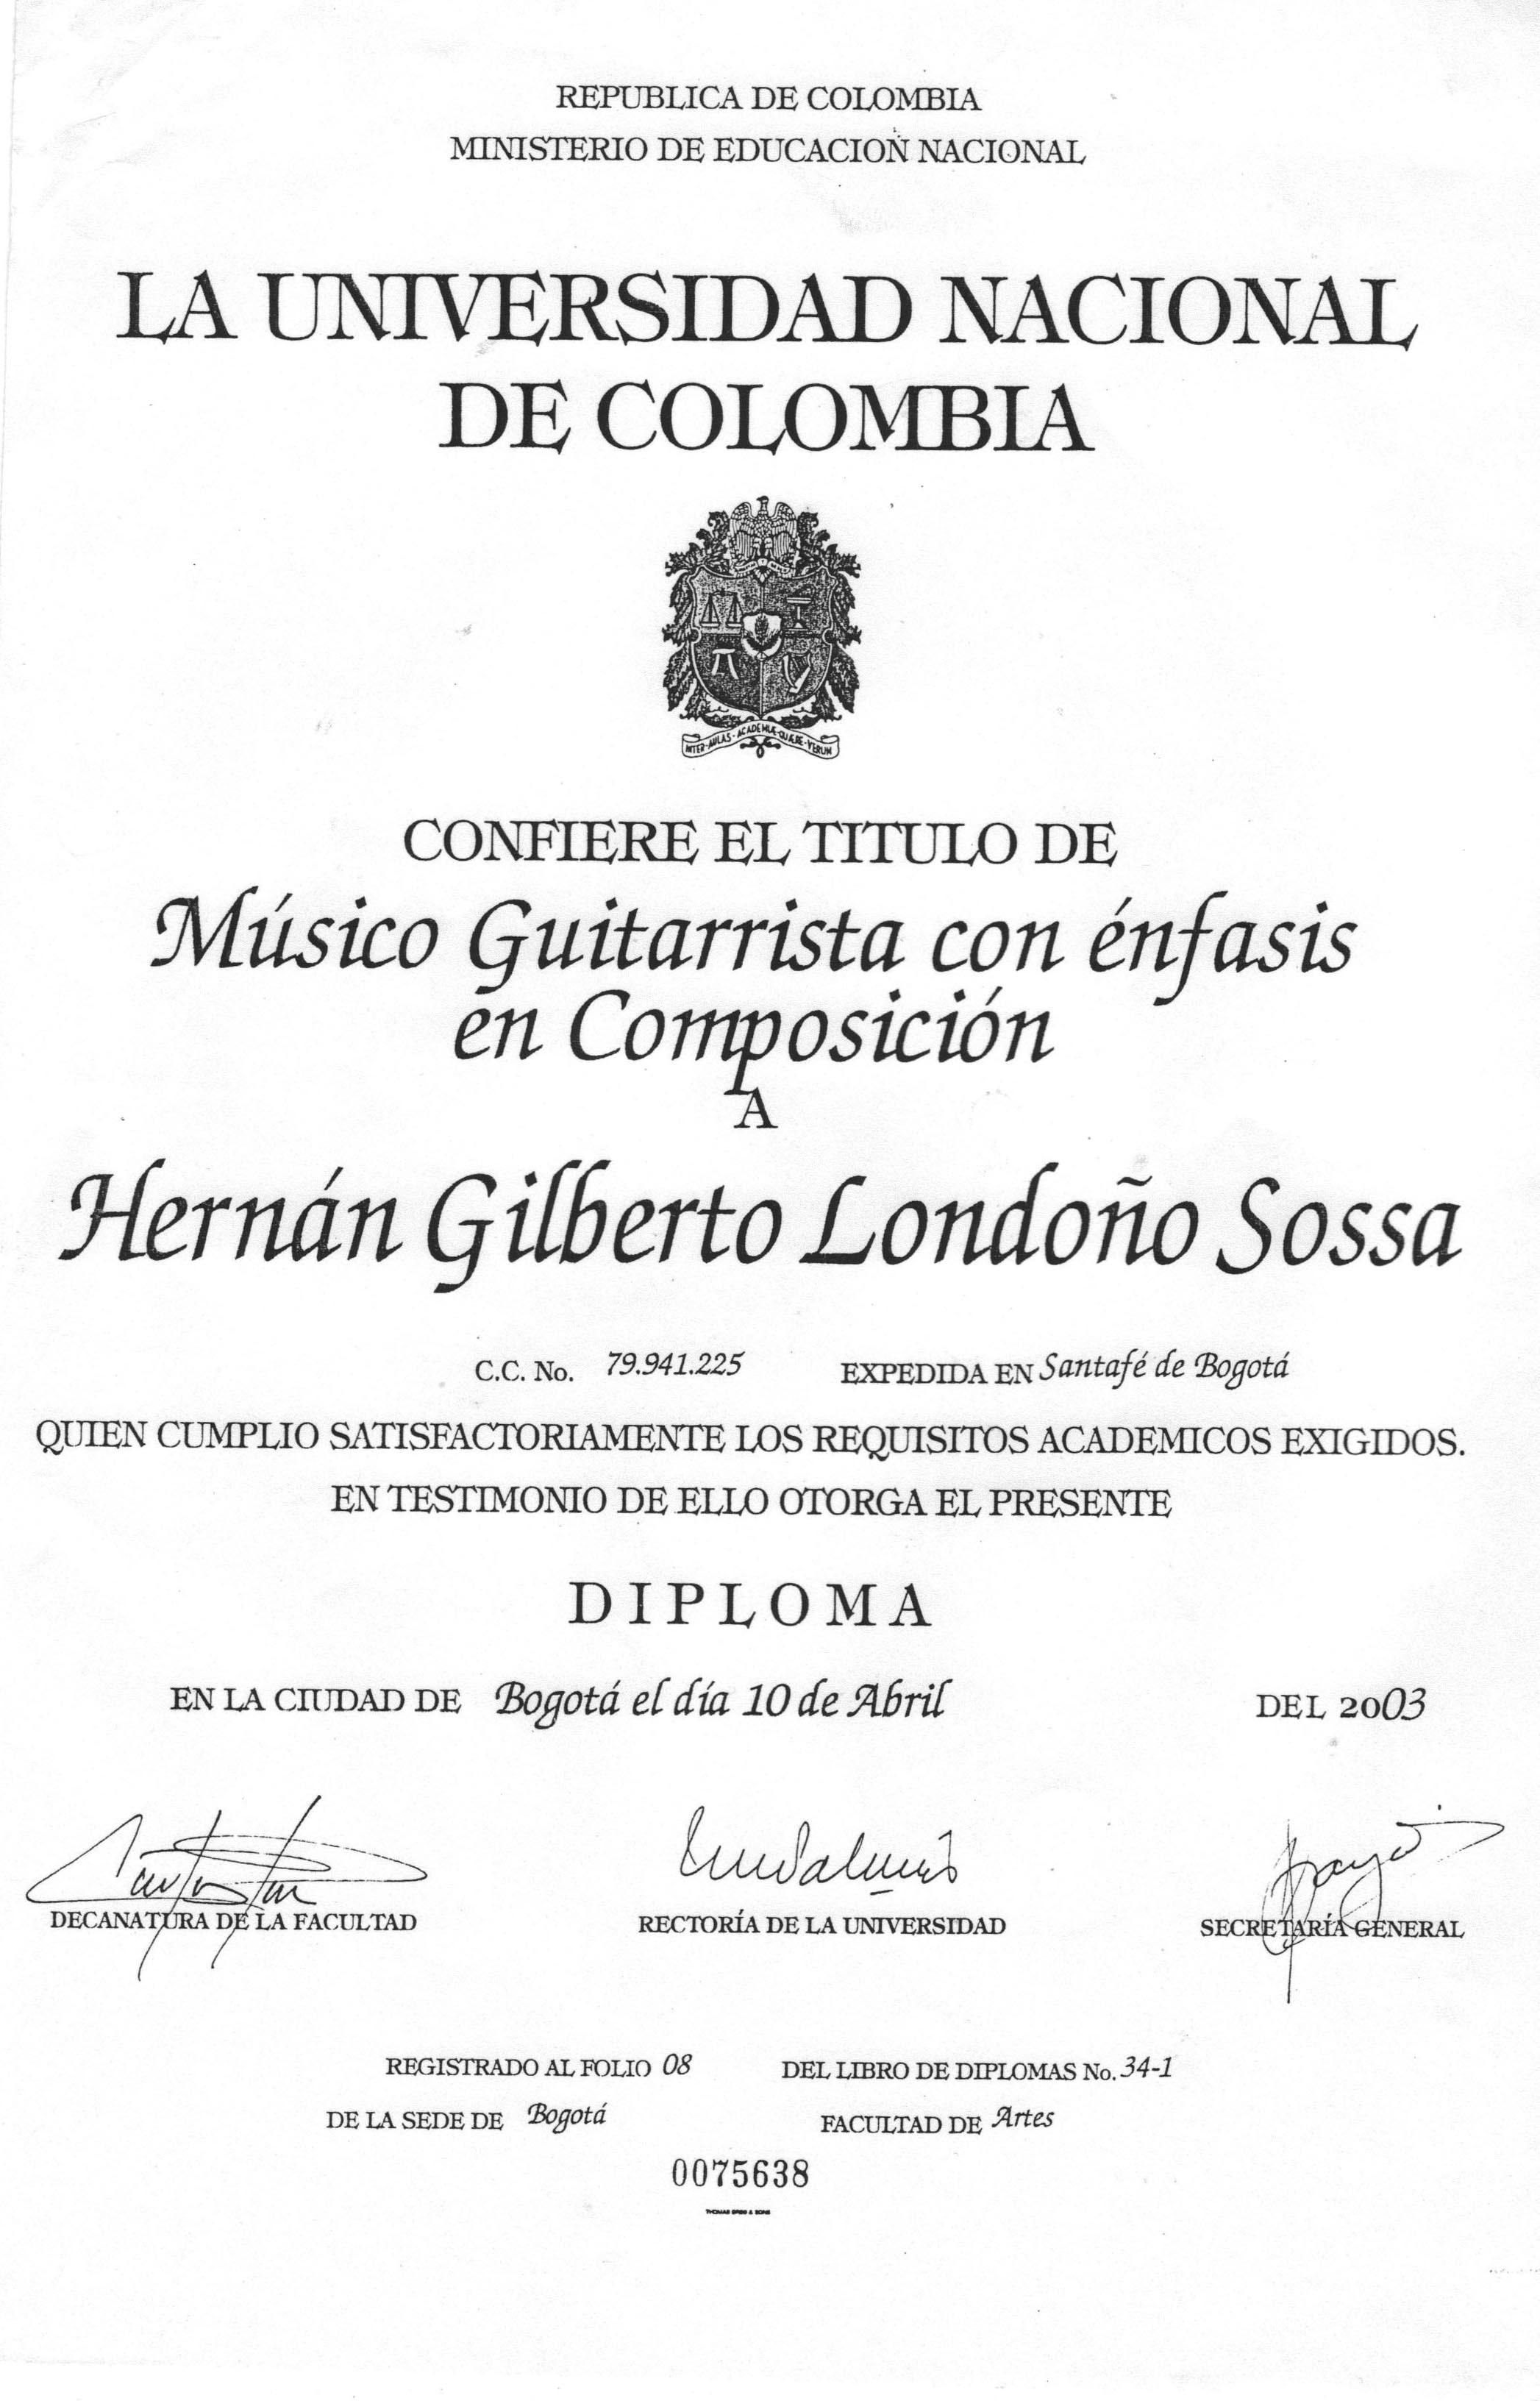 REPUBLICA DE COLOMBIA
MINISTERIO DE EDUCACION NACIONAL
LA UNIVERSIDAD NACIONAL
DE COLOMBIA
INTER · AULAS · ACADEMIÆ · QUÆRE · VERUM
CONFIERE EL TITULO DE
Músico Guitarrista con énfasis
en Composición
A
Hernán Gilberto Londoño Sossa
C.C. No. 79.941.225 EXPEDIDA EN Santafé de Bogotá
QUIEN CUMPLIO SATISFACTORIAMENTE LOS REQUISITOS ACADEMICOS EXIGIDOS.
EN TESTIMONIO DE ELLO OTORGA EL PRESENTE
DIPLOMA
EN LA CIUDAD DE Bogotá el día 10 de Abril DEL 2003
DECANATURA DE LA FACULTAD RECTORÍA DE LA UNIVERSIDAD SECRETARÍA GENERAL
REGISTRADO AL FOLIO 08 DEL LIBRO DE DIPLOMAS No. 34-1
DE LA SEDE DE Bogotá FACULTAD DE Artes
0075638